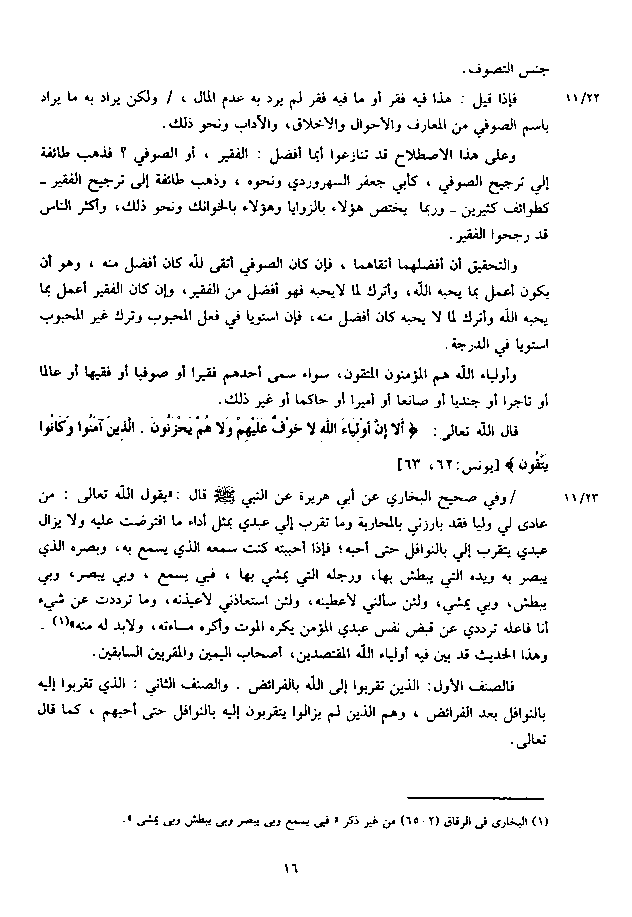 جنس التصوف.
١١/٢٢ فإذا قيل : هذا فيه فقر أو ما فيه فقر لم يرد به عدم المال ، / ولكن يراد به ما يراد
باسم الصوفي من المعارف والأحوال والاخلاق، والآداب ونحو ذلك.
وعلى هذا الاصطلاح قد تنازعوا أيما أفضل : الفقير ، أو الصوفي ؟ فذهب طائفة
إلي ترجيح الصوفي ، كأبي جعفر السهروردي ونحوه ، وذهب طائفة إلى ترجيح الفقير ـ
كطوائف كثيرين ـ وربما يختص هؤلاء بالزوايا وهؤلاء بالخوانك ونحو ذلك، وأكثر الناس
قد رجحوا الفقير.
والتحقيق أن أفضلهما أتقاهما ، فإن كان الصوفي أتقى لله كان أفضل منه ، وهو أن
يكون أعمل بما يحبه الله، وأترك لما لايحبه فهو أفضل من الفقير، وإن كان الفقير أعمل بما
يحبه الله وأترك لما لا يحبه كان أفضل منه، فإن استويا في فعل المحبوب وترك غير المحبوب
استويا في الدرجة.
وأولياء الله هم المؤمنون المتقون، سواء سمى أحدهم فقيرا أو صوفيا أو فقيها أو عالما
أو تاجرا أو جنديا أو صانعا أو أميرا أو حاكما أو غير ذلك.
قال الله تعالى: ﴿ أَلا إِنَّ أَوْلِيَاءَ اللَّه لا خَوْفٌ عَلَيْهِمْ وَلا هُمْ يَحْزَنُونَ . الَّذِينَ آمَنُوا وَكَانُوا
يَتَّقُونَ ﴾ [يونس: ٦٢، ٦٣]
١١/٢٣ / وفي صحيح البخاري عن أبي هريرة عن النبي ﷺ قال : «يقول الله تعالى : من
عادى لي وليا فقد بارزني بالمحاربة وما تقرب إلي عبدي بمثل أداء ما افترضت عليه ولا يزال
عبدي يتقرب إلي بالنوافل حتى أحبه؛ فإذا أحببته كنت سمعه الذي يسمع به، وبصره الذي
يبصر به ويده التي يبطش بها، ورجله التي يمشي بها ، فبي يسمع ، وبي يبصر، وبي
يبطش، وبي يمشي، ولئن سألني لأعطينه، ولئن استعاذني لأعيذنه، وما ترددت عن شيء
أنا فاعله ترددي عن قبض نفس عبدي المؤمن يكره الموت وأكره مساءته، ولابد له منه»(١) .
وهذا الحديث قد بين فيه أولياء الله المقتصدين، أصحاب اليمين والمقربين السابقين.
فالصنف الأول: الذين تقربوا إلى الله بالفرائض . والصنف الثاني : الذي تقربوا إليه
بالنوافل بعد الفرائض ، وهم الذين لم يزالوا يتقربون إليه بالنوافل حتى أحبهم ، كما قال
تعالى.
(١) البخارى فى الرقاق (٦٥٠٢) من غير ذكر « فبى يسمع وبى يبصر وبى يبطش وبى يمشى ».
١٦